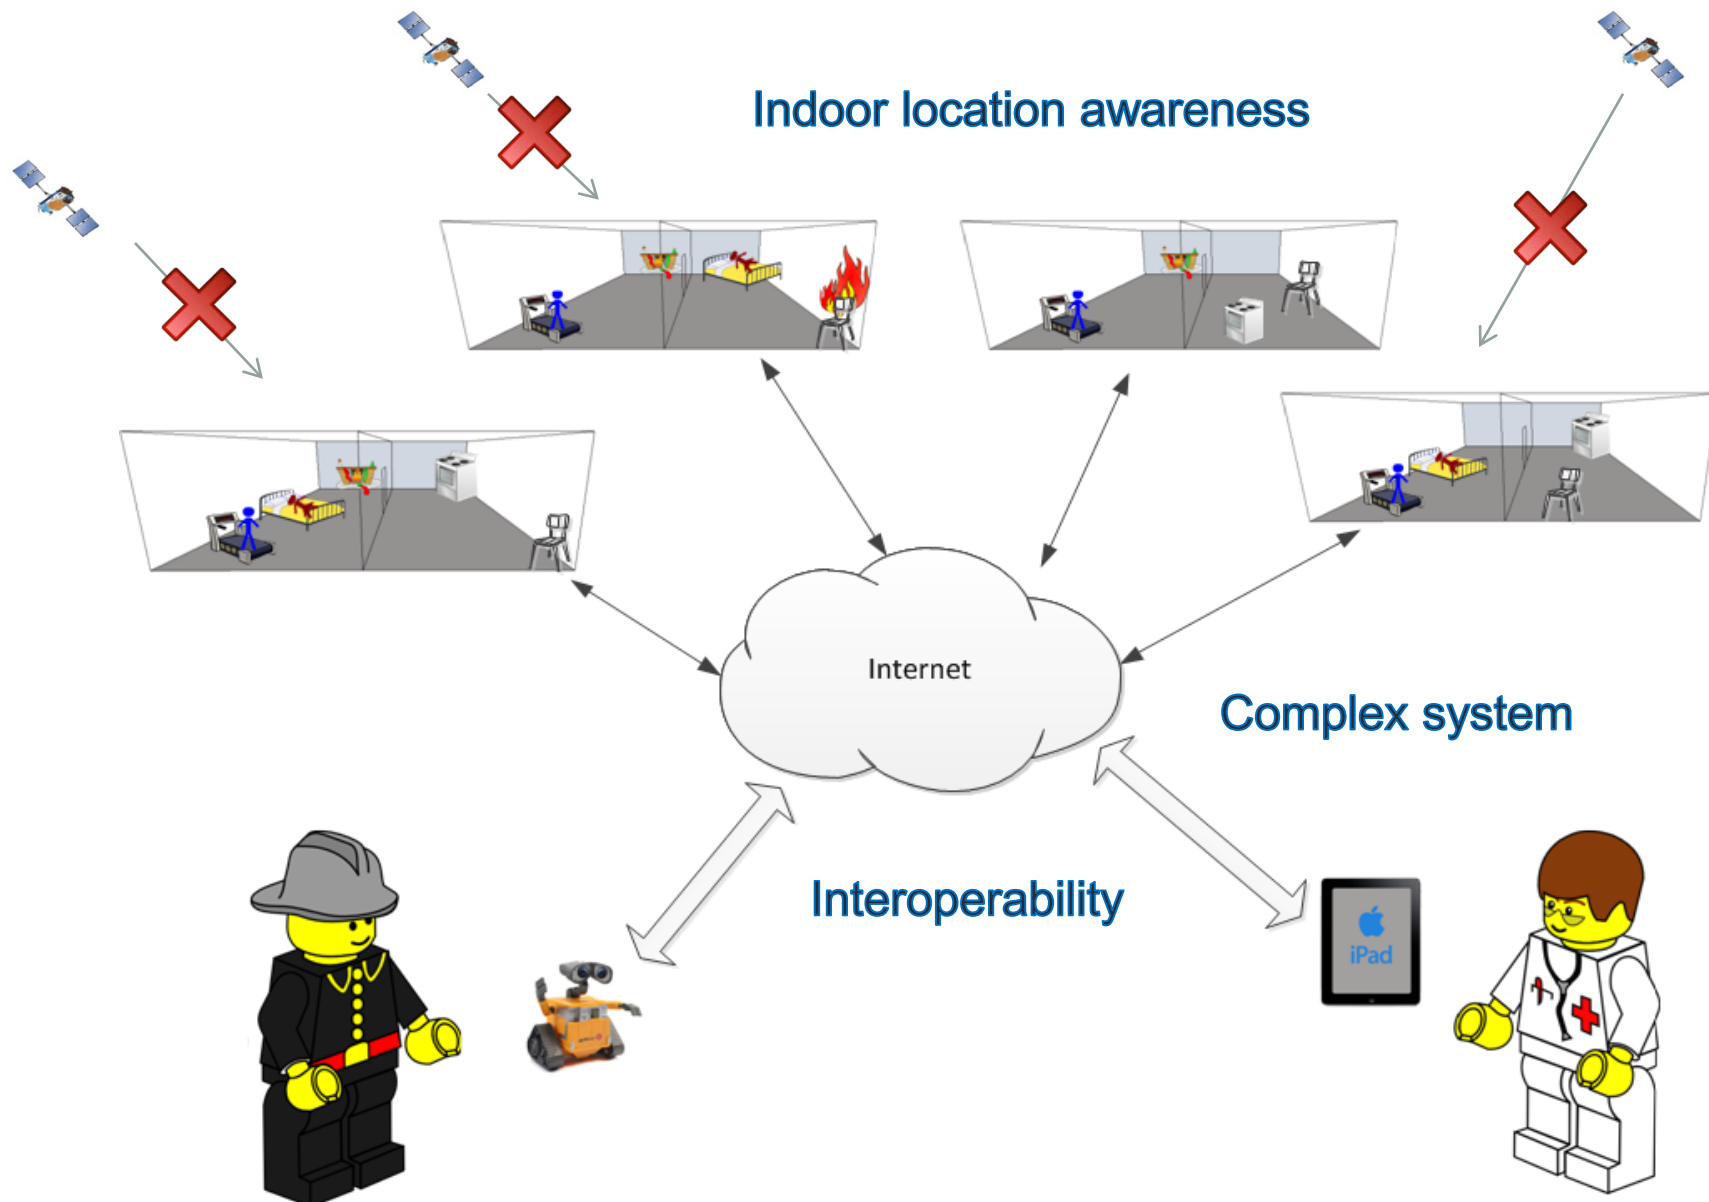 Indoor location awareness
Internet
Complex system
Interoperability
iPad